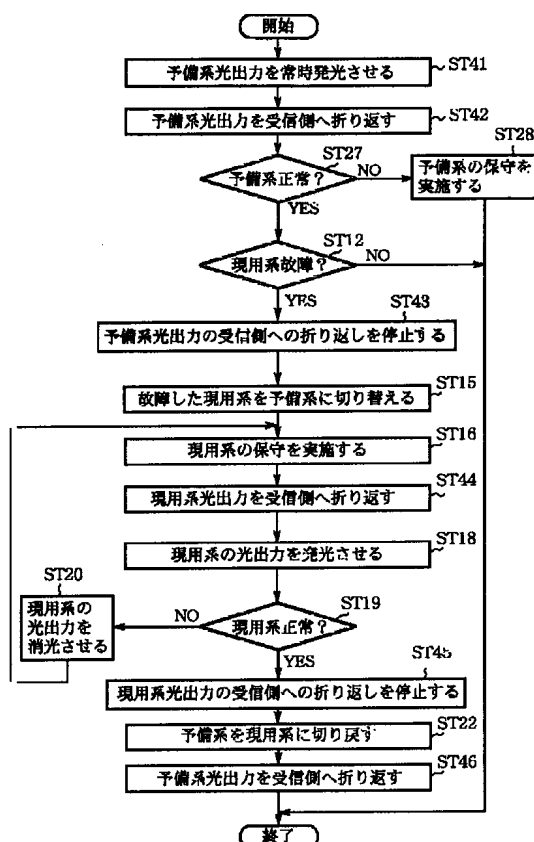 開始
予備系光出力を常時発光させる
ST41
予備系光出力を受信側へ折り返す
ST42
ST27
予備系正常？
NO
ST28
予備系の保守を
実施する
YES
ST12
現用系故障？
NO
YES
ST43
予備系光出力の受信側への折り返しを停止する
故障した現用系を予備系に切り替える
ST15
現用系の保守を実施する
ST16
ST44
現用系光出力を受信側へ折り返す
ST18
現用系の光出力を発光させる
ST20
現用系の
光出力を
消光させる
NO
ST19
現用系正常？
YES
ST45
現用系光出力の受信側への折り返しを停止する
予備系を現用系に切り戻す
ST22
予備系光出力を受信側へ折り返す
ST46
終了